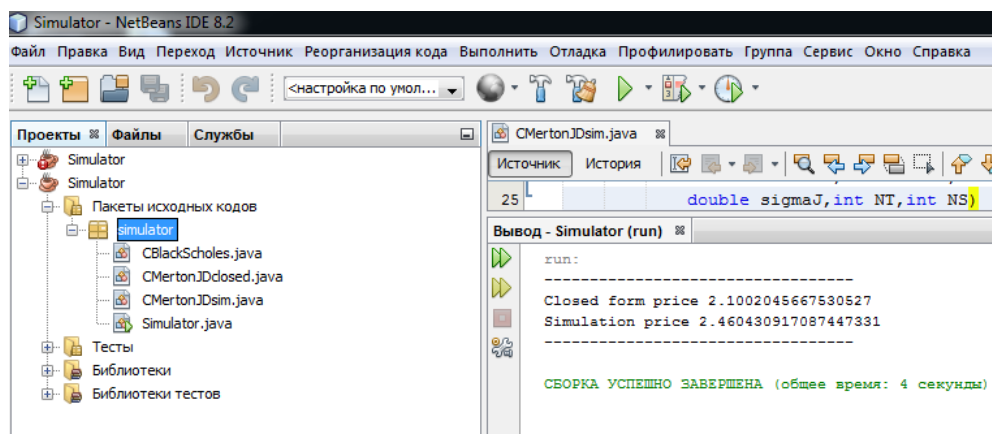 Simulator - NetBeans IDE 8.2
Файл Правка Вид Переход Источник Реорганизация кода Выполнить Отладка Профилировать Группа Сервис Окно Справка
<настройка по умол...
Проекты Файлы Службы
Simulator
Simulator
Пакеты исходных кодов
simulator
CBlackScholes.java
CMertonJDclosed.java
CMertonJDsim.java
Simulator.java
Тесты
Библиотеки
Библиотеки тестов
CMertonJDsim.java
Источник История
25 double sigmaJ,int NT,int NS)
Вывод - Simulator (run)
run:
----------------------------------
Closed form price 2.1002045667530527
Simulation price 2.460430917087447331
----------------------------------
СБОРКА УСПЕШНО ЗАВЕРШЕНА (общее время: 4 секунды)